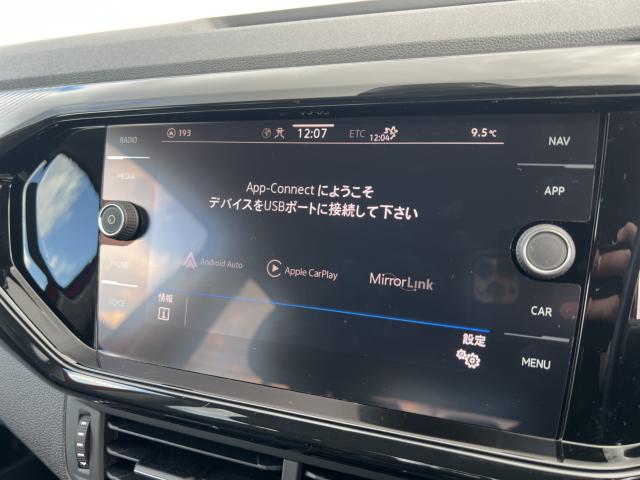 RADIO
193
12:07
ETC
12:04
9.5℃
NAV
MEDIA
APP
App-Connect にようこそ
デバイスをUSBポートに接続して下さい
Android Auto
Apple CarPlay
MirrorLink
PHONE
VOICE
情報
CAR
設定
MENU